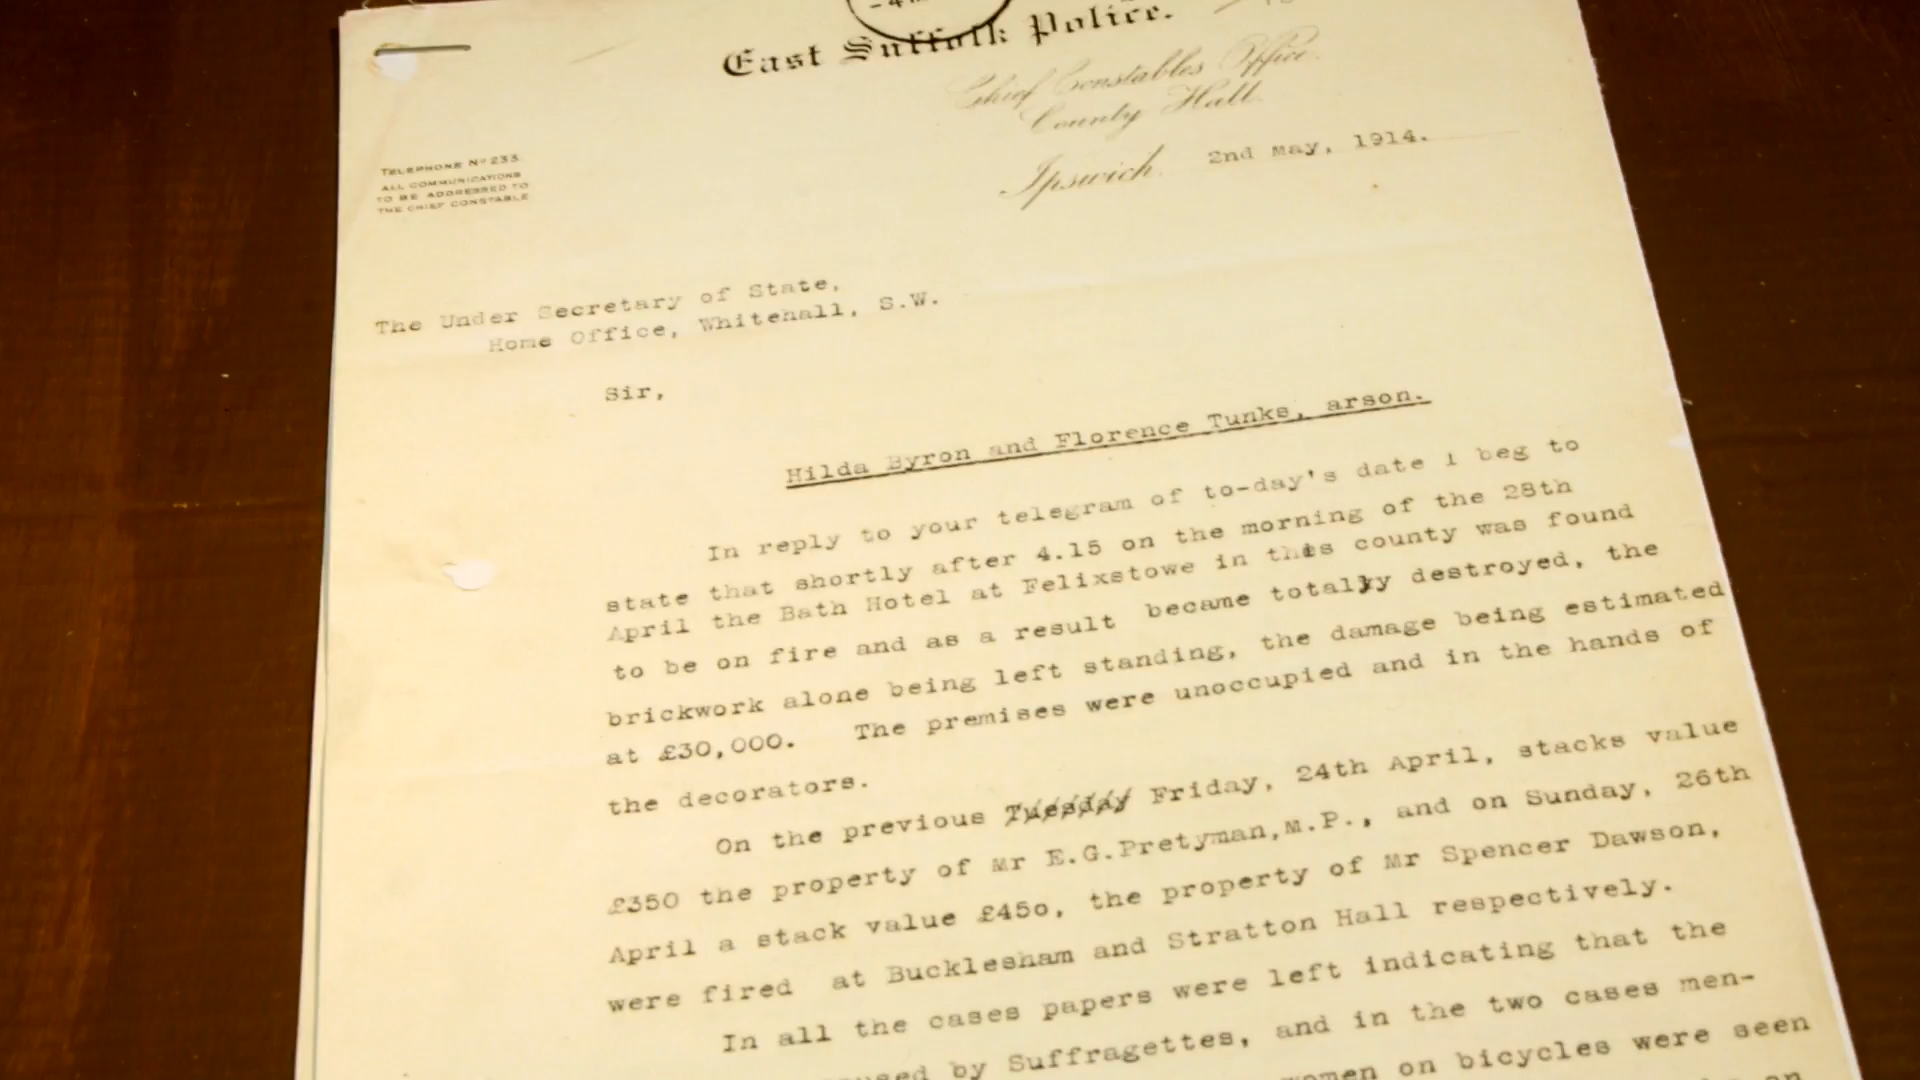 East Suffolk Police.
Chief Constables Office.
County Hall.
Ipswich. 2nd May, 1914.
TELEPHONE No 233.
ALL COMMUNICATIONS
TO BE ADDRESSED TO
THE CHIEF CONSTABLE
The Under Secretary of State,
Home Office, Whitehall, S.W.
Sir,
Hilda Byron and Florence Tunks, arson.
In reply to your telegram of to-day's date I beg to
state that shortly after 4.15 on the morning of the 28th
April the Bath Hotel at Felixstowe in this county was found
to be on fire and as a result became totally destroyed, the
brickwork alone being left standing, the damage being estimated
at £30,000. The premises were unoccupied and in the hands of
the decorators.
On the previous Tuesday Friday, 24th April, stacks value
£350 the property of Mr E.G.Pretyman,M.P., and on Sunday, 26th
April a stack value £450, the property of Mr Spencer Dawson,
were fired at Bucklesham and Stratton Hall respectively.
In all the cases papers were left indicating that the
by Suffragettes, and in the two cases men-
women on bicycles were seen